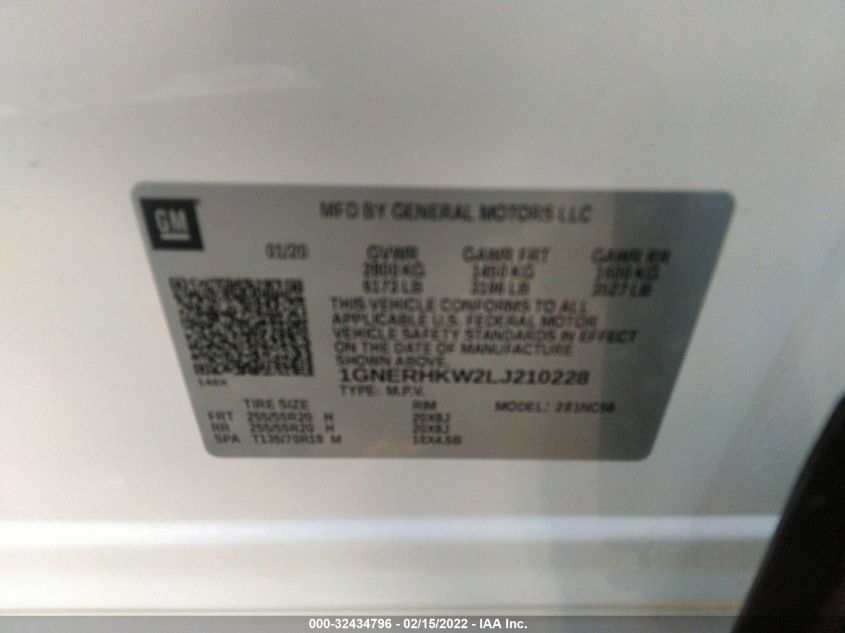 GM
MFD BY GENERAL MOTORS LLC
01/20 GVWR GAWR FRT GAWR RR
2800 KG 1450 KG 1600 KG
6173 LB 3196 LB 3527 LB
THIS VEHICLE CONFORMS TO ALL
APPLICABLE U.S. FEDERAL MOTOR
VEHICLE SAFETY STANDARDS IN EFFECT
ON THE DATE OF MANUFACTURE
SHOWN ABOVE.
1GNERHKW2LJ210228
TYPE: M.P.V.
TIRE SIZE RIM MODEL:
FRT 255/55R20 H 20X8J
RR 255/55R20 H 20X8J
SPA T135/70R18 M 18X4.5B
000-32434796 - 02/15/2022 - IAA Inc.